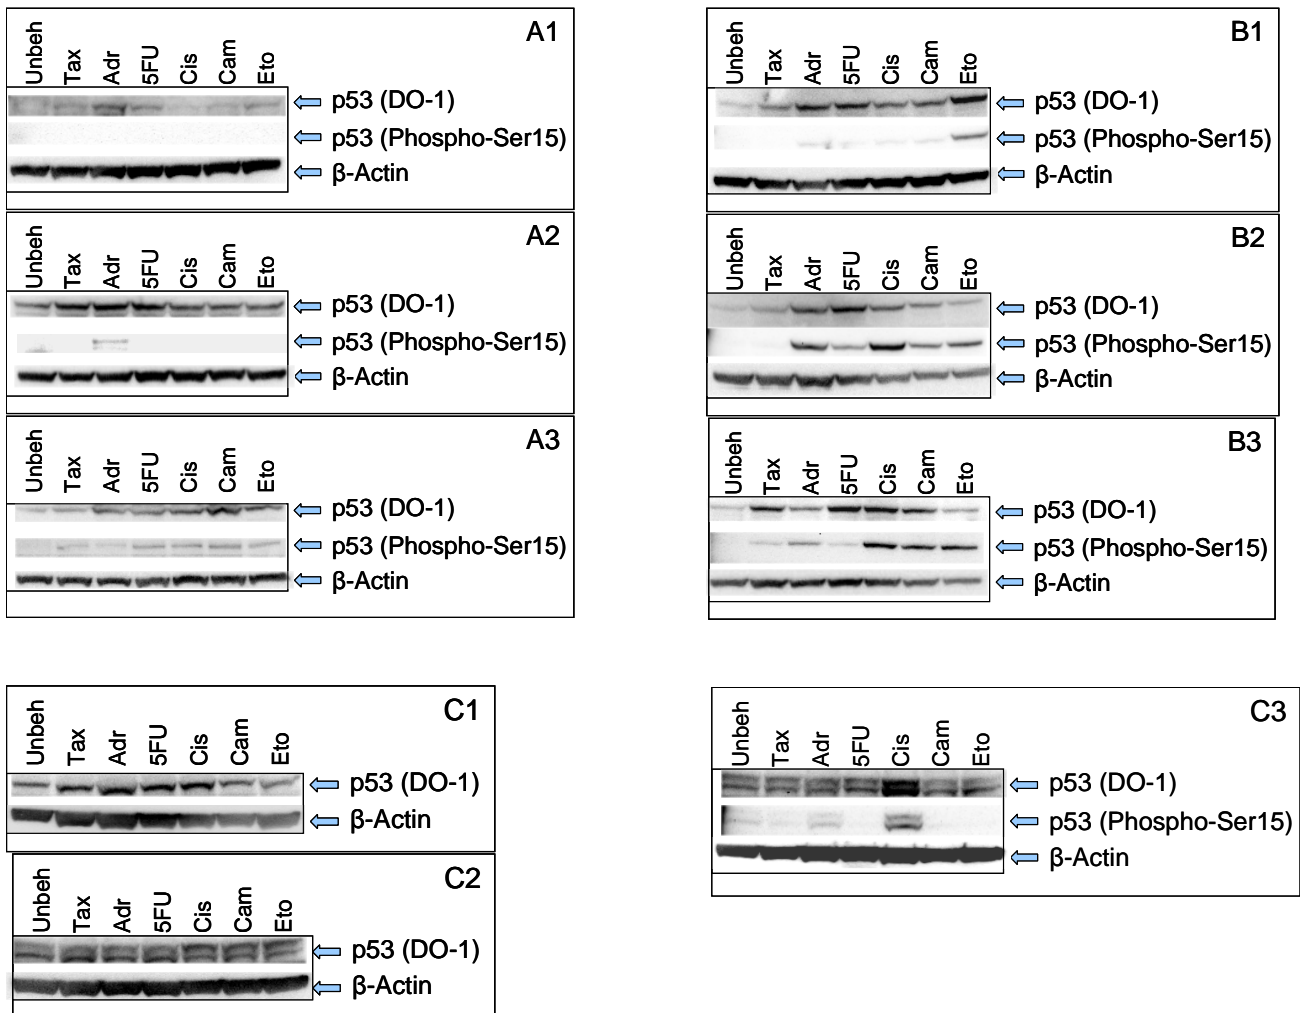 A1
Unbeh Tax Adr 5FU Cis Cam Eto
p53 (DO-1)
p53 (Phospho-Ser15)
β-Actin
A2
Unbeh Tax Adr 5FU Cis Cam Eto
p53 (DO-1)
p53 (Phospho-Ser15)
β-Actin
A3
Unbeh Tax Adr 5FU Cis Cam Eto
p53 (DO-1)
p53 (Phospho-Ser15)
β-Actin
B1
Unbeh Tax Adr 5FU Cis Cam Eto
p53 (DO-1)
p53 (Phospho-Ser15)
β-Actin
B2
Unbeh Tax Adr 5FU Cis Cam Eto
p53 (DO-1)
p53 (Phospho-Ser15)
β-Actin
B3
Unbeh Tax Adr 5FU Cis Cam Eto
p53 (DO-1)
p53 (Phospho-Ser15)
β-Actin
C1
Unbeh Tax Adr 5FU Cis Cam Eto
p53 (DO-1)
β-Actin
C2
Unbeh Tax Adr 5FU Cis Cam Eto
p53 (DO-1)
β-Actin
C3
Unbeh Tax Adr 5FU Cis Cam Eto
p53 (DO-1)
p53 (Phospho-Ser15)
β-Actin